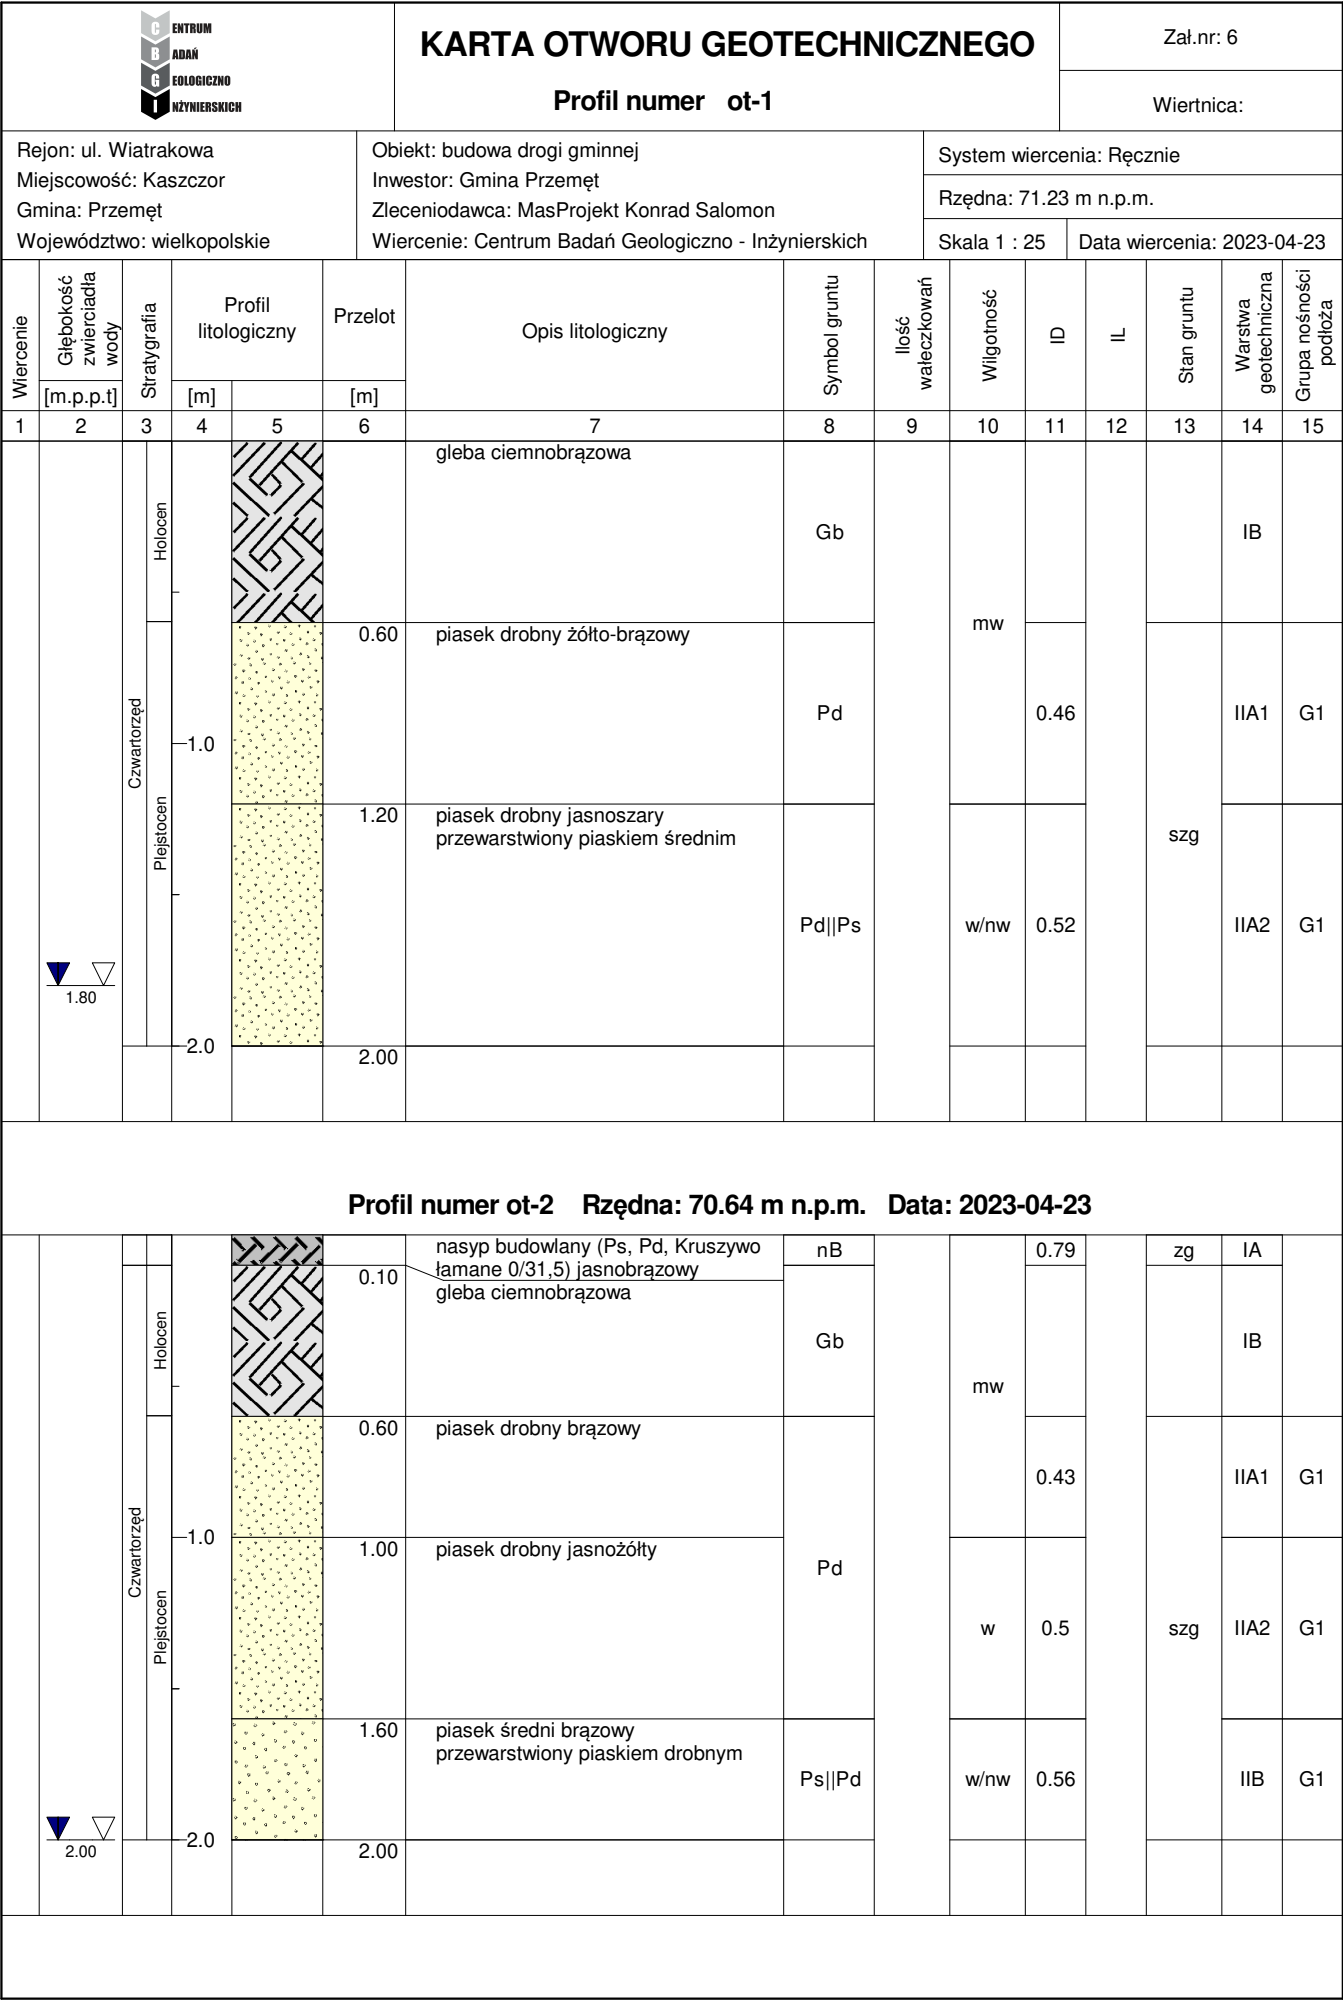 CENTRUM
BADAŃ
GEOLOGICZNO
INŻYNIERSKICH
KARTA OTWORU GEOTECHNICZNEGO
Profil numer ot-1
Zał.nr: 6
Wiertnica:
Rejon: ul. Wiatrakowa
Miejscowość: Kaszczor
Gmina: Przemęt
Województwo: wielkopolskie
Obiekt: budowa drogi gminnej
Inwestor: Gmina Przemęt
Zleceniodawca: MasProjekt Konrad Salomon
Wiercenie: Centrum Badań Geologiczno - Inżynierskich
System wiercenia: Ręcznie
Rzędna: 71.23 m n.p.m.
Skala 1 : 25 Data wiercenia: 2023-04-23
Wiercenie
Głębokość
zwierciadła
wody
[m.p.p.t]
Stratygrafia
Profil
litologiczny
[m]
Przelot
[m]
Opis litologiczny
Symbol gruntu
Ilość
wałeczkowań
Wilgotność
ID
IL
Stan gruntu
Warstwa
geotechniczna
Grupa nośności
podłoża
1 2 3 4 5 6 7 8 9 10 11 12 13 14 15
gleba ciemnobrązowa
Holocen
Gb
IB
mw
0.60 piasek drobny żółto-brązowy
Czwartorzęd
Pd 0.46 IIA1 G1
1.0
Plejstocen
1.20 piasek drobny jasnoszary
przewarstwiony piaskiem średnim
szg
Pd||Ps w/nw 0.52 IIA2 G1
1.80
2.0
2.00
Profil numer ot-2 Rzędna: 70.64 m n.p.m. Data: 2023-04-23
nasyp budowlany (Ps, Pd, Kruszywo
łamane 0/31,5) jasnobrązowy
nB 0.79 zg IA
0.10
gleba ciemnobrązowa
Holocen
Gb IB
mw
0.60 piasek drobny brązowy
0.43 IIA1 G1
Czwartorzęd
1.0
1.00 piasek drobny jasnożółty
Pd
Plejstocen
w 0.5 szg IIA2 G1
1.60 piasek średni brązowy
przewarstwiony piaskiem drobnym
Ps||Pd w/nw 0.56 IIB G1
2.00
2.0
2.00